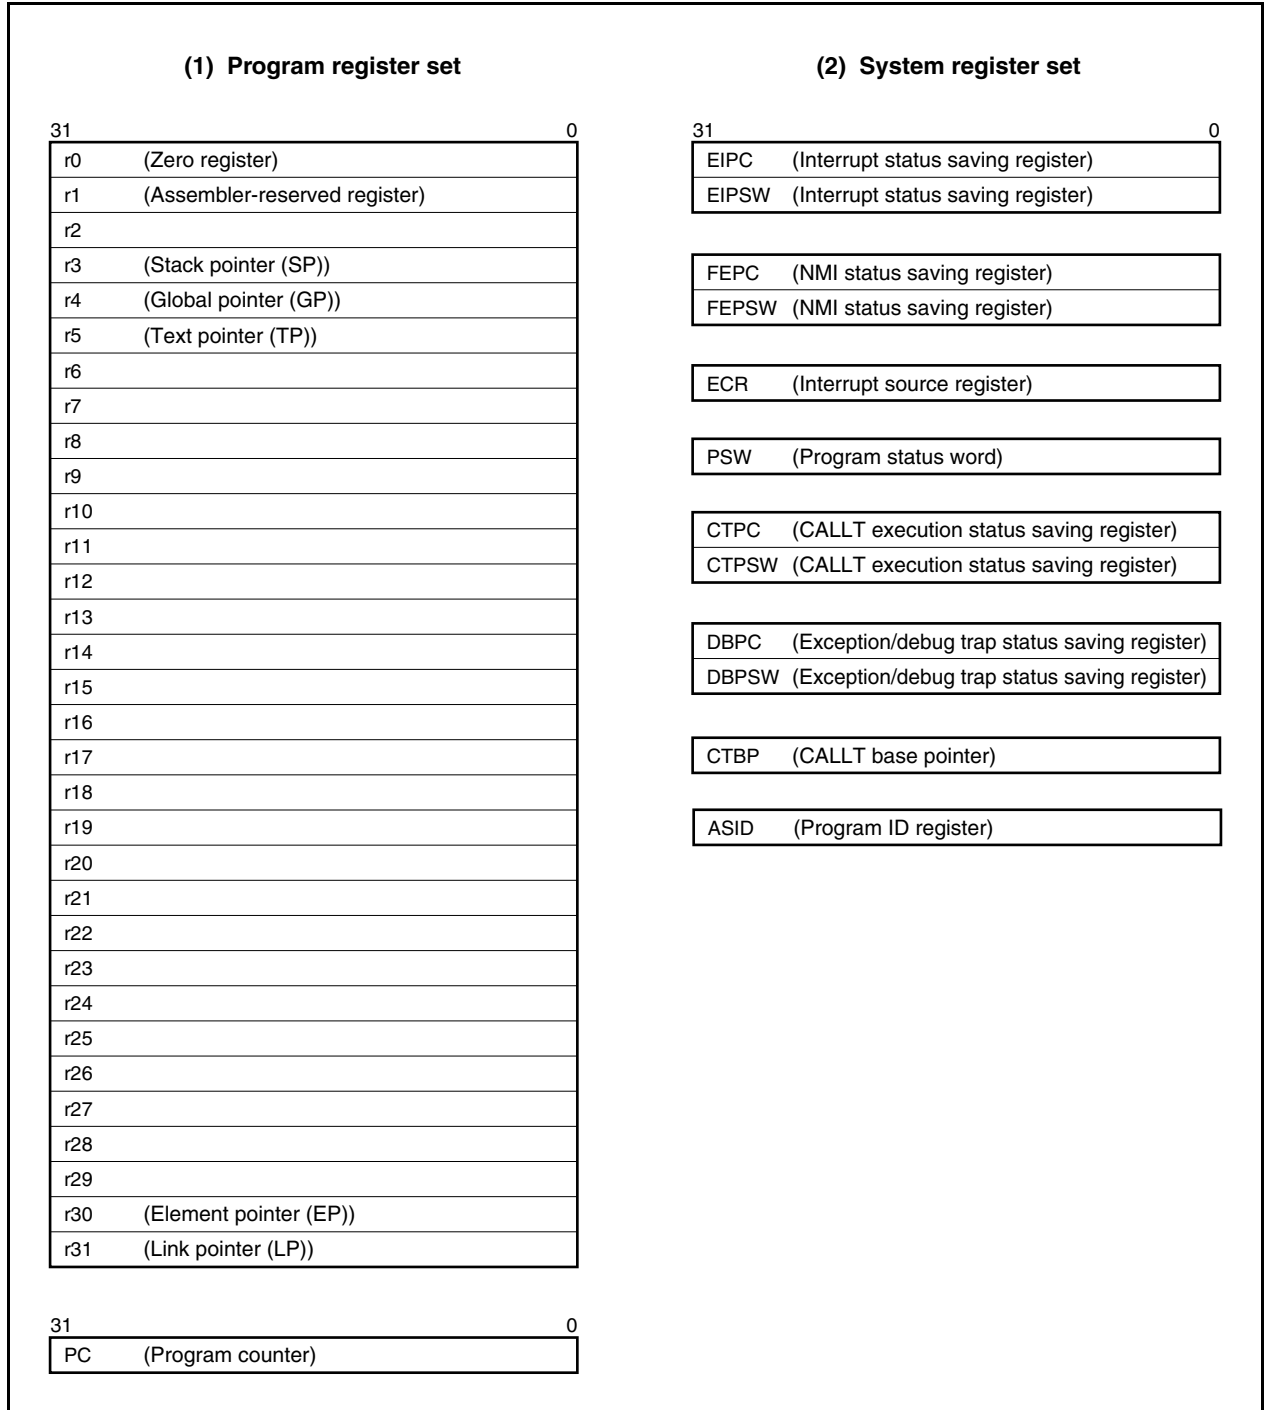 (1) Program register set
31 0
r0 (Zero register)
r1 (Assembler-reserved register)
r2
r3 (Stack pointer (SP))
r4 (Global pointer (GP))
r5 (Text pointer (TP))
r6
r7
r8
r9
r10
r11
r12
r13
r14
r15
r16
r17
r18
r19
r20
r21
r22
r23
r24
r25
r26
r27
r28
r29
r30 (Element pointer (EP))
r31 (Link pointer (LP))
31 0
PC (Program counter)
(2) System register set
31 0
EIPC (Interrupt status saving register)
EIPSW (Interrupt status saving register)
FEPC (NMI status saving register)
FEPSW (NMI status saving register)
ECR (Interrupt source register)
PSW (Program status word)
CTPC (CALLT execution status saving register)
CTPSW (CALLT execution status saving register)
DBPC (Exception/debug trap status saving register)
DBPSW (Exception/debug trap status saving register)
CTBP (CALLT base pointer)
ASID (Program ID register)